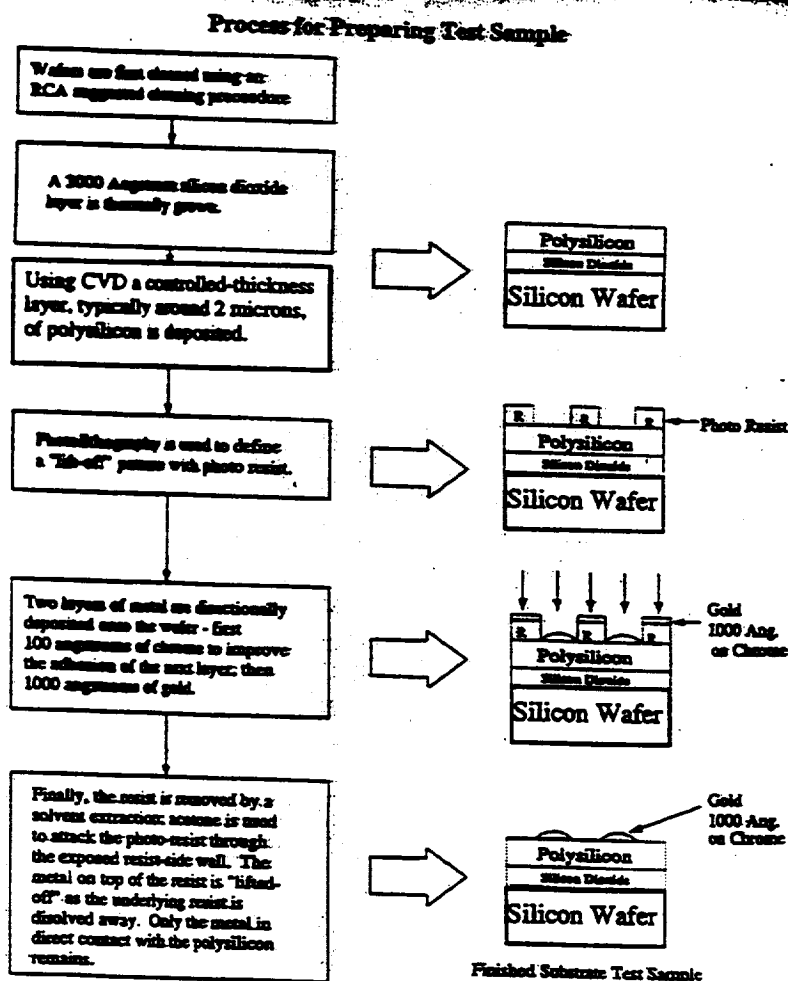 Process for Preparing Test Sample
Wafers are first cleaned using an
RCA suggested cleaning procedure
A 3000 Angstrom silicon dioxide
layer is thermally grown.
Using CVD a controlled-thickness
layer, typically around 2 microns,
of polysilicon is deposited.
Polysilicon
Silicon Dioxide
Silicon Wafer
Photolithography is used to define
a "lift-off" pattern with photo resist.
R R R
Photo Resist
Polysilicon
Silicon Dioxide
Silicon Wafer
Two layers of metal are directionally
deposited onto the wafer - first
100 angstroms of chrome to improve
the adhesion of the next layer; then
1000 angstroms of gold.
Gold
1000 Ang.
on Chrome
R R R
Polysilicon
Silicon Dioxide
Silicon Wafer
Finally, the resist is removed by a
solvent extraction; acetone is used
to attack the photo-resist through
the exposed resist-side wall. The
metal on top of the resist is "lifted-
off" as the underlying resist is
disolved away. Only the metal in
direct contact with the polysilicon
remains.
Gold
1000 Ang.
on Chrome
Polysilicon
Silicon Dioxide
Silicon Wafer
Finished Substrate Test Sample